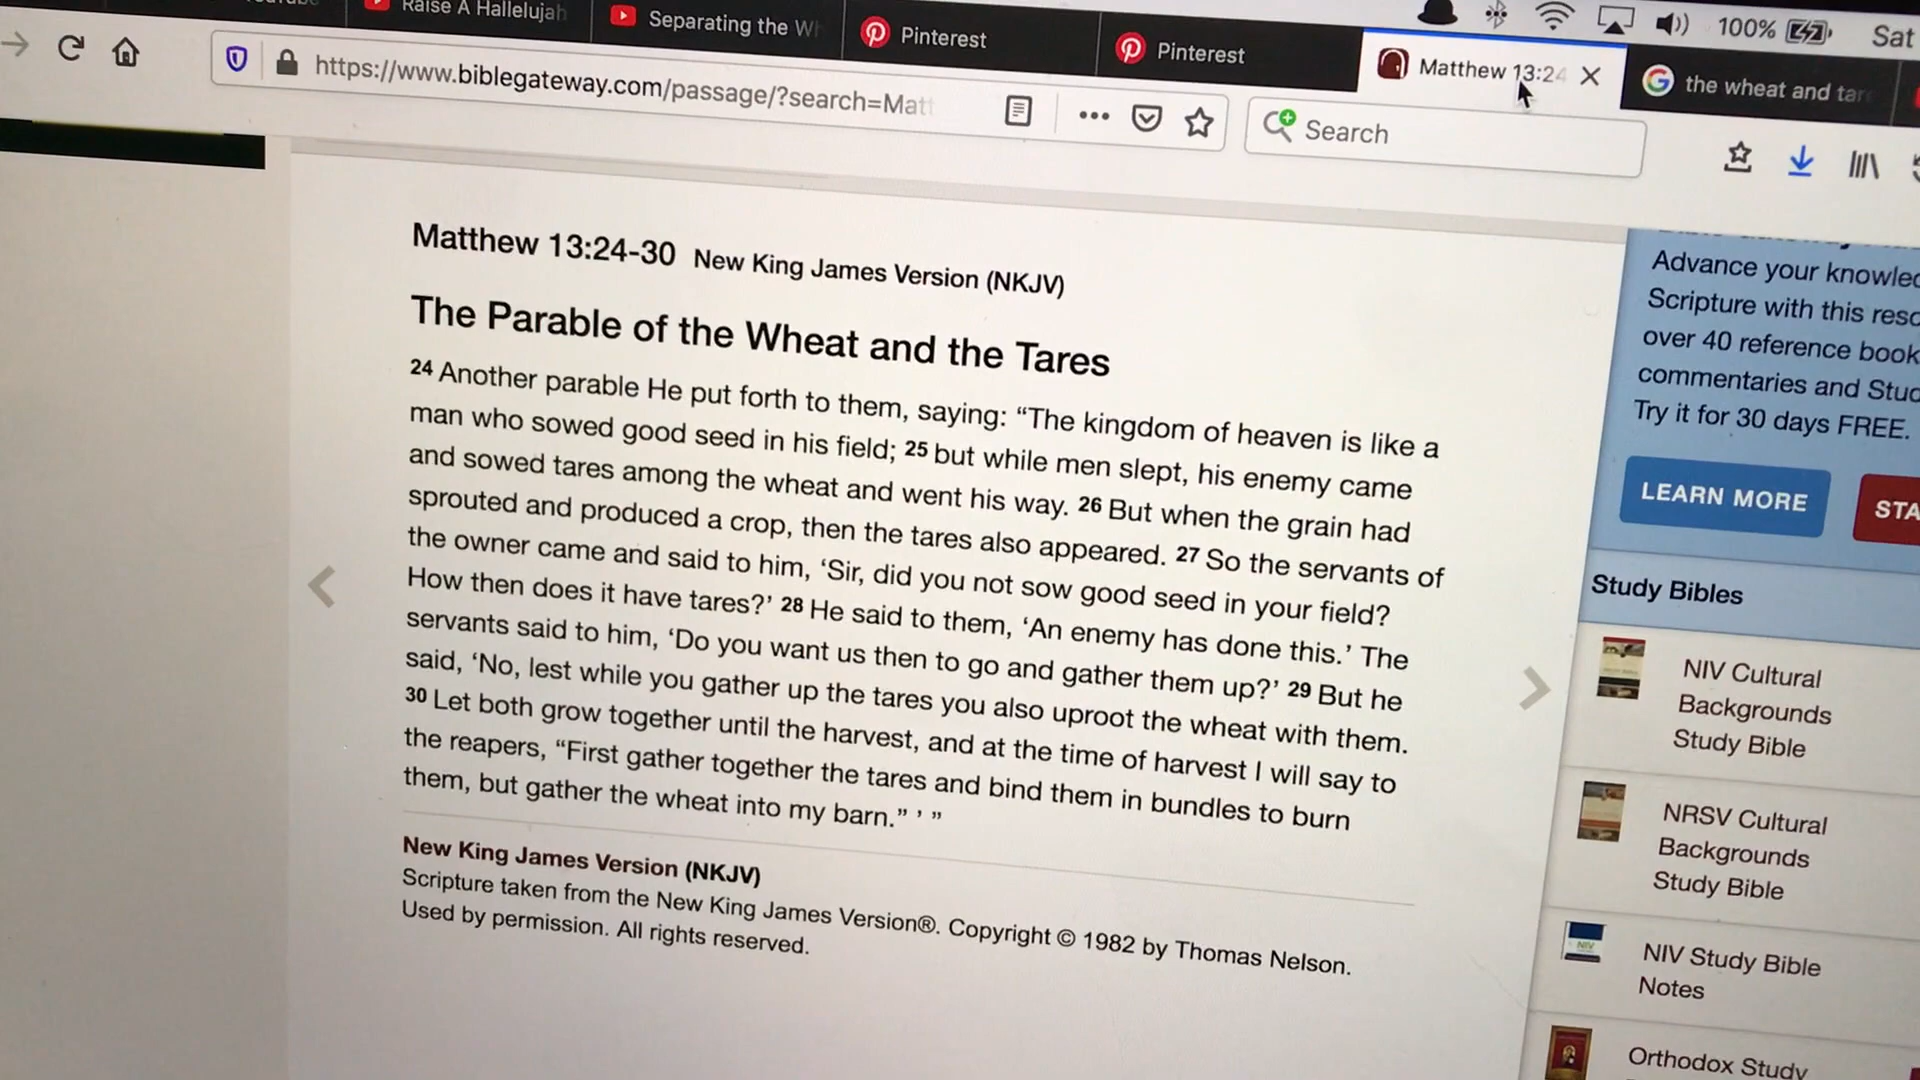 Raise A Hallelujah
Separating the Wh
Pinterest
Pinterest
Matthew 13:24
the wheat and tar
100%
Sat
https://www.biblegateway.com/passage/?search=Matt
Search
Matthew 13:24-30 New King James Version (NKJV)
The Parable of the Wheat and the Tares
24 Another parable He put forth to them, saying: “The kingdom of heaven is like a
man who sowed good seed in his field; 25 but while men slept, his enemy came
and sowed tares among the wheat and went his way. 26 But when the grain had
sprouted and produced a crop, then the tares also appeared. 27 So the servants of
the owner came and said to him, ‘Sir, did you not sow good seed in your field?
How then does it have tares?’ 28 He said to them, ‘An enemy has done this.’ The
servants said to him, ‘Do you want us then to go and gather them up?’ 29 But he
said, ‘No, lest while you gather up the tares you also uproot the wheat with them.
30 Let both grow together until the harvest, and at the time of harvest I will say to
the reapers, “First gather together the tares and bind them in bundles to burn
them, but gather the wheat into my barn.” ’ ”
New King James Version (NKJV)
Scripture taken from the New King James Version®. Copyright © 1982 by Thomas Nelson.
Used by permission. All rights reserved.
Advance your knowled
Scripture with this reso
over 40 reference book
commentaries and Stud
Try it for 30 days FREE.
LEARN MORE
STA
Study Bibles
NIV Cultural
Backgrounds
Study Bible
NRSV Cultural
Backgrounds
Study Bible
NIV Study Bible
Notes
Orthodox Study